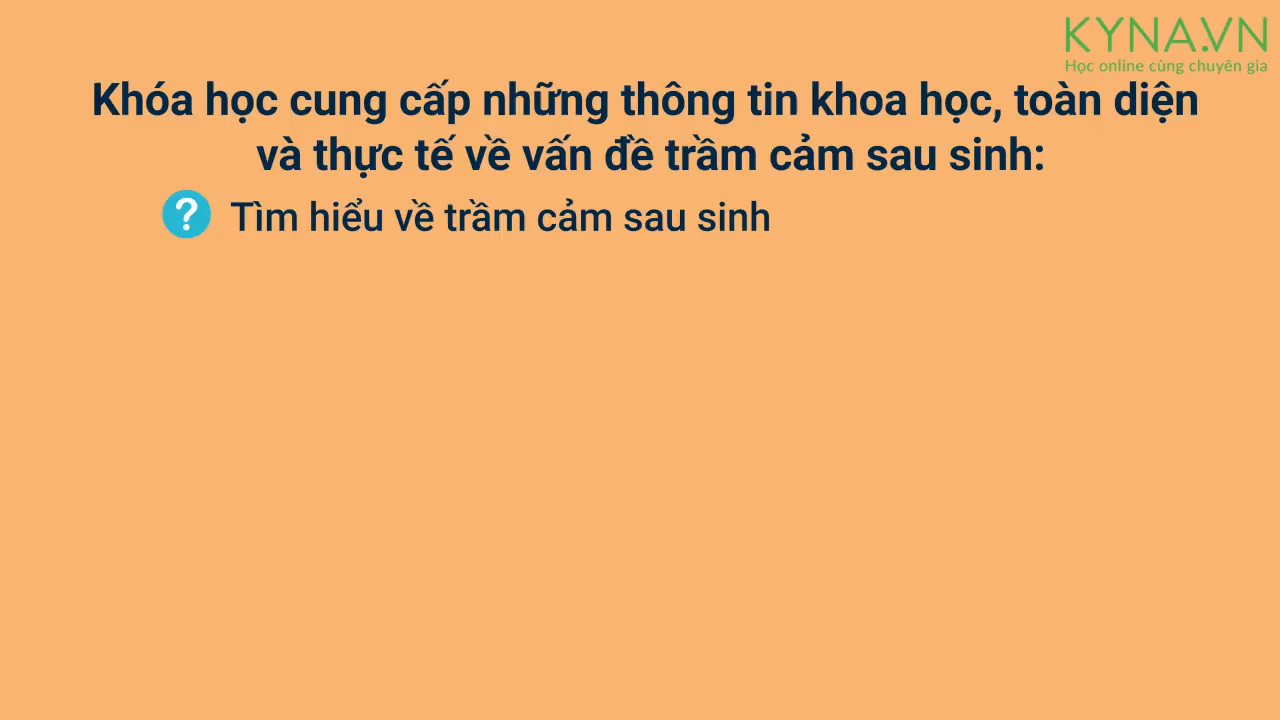 KYNA.VN
Học online cùng chuyên gia
Khóa học cung cấp những thông tin khoa học, toàn diện
và thực tế về vấn đề trầm cảm sau sinh:
? Tìm hiểu về trầm cảm sau sinh